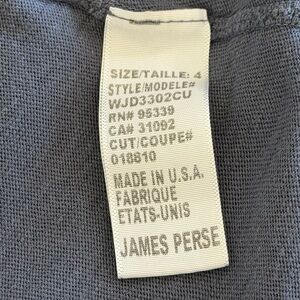 SIZE/TAILLE: 4
STYLE/MODELE#
WJD3302CU
RN# 95339
CA# 31092
CUT/COUPE#
018810
MADE IN U.S.A.
FABRIQUE
ETATS-UNIS
JAMES PERSE